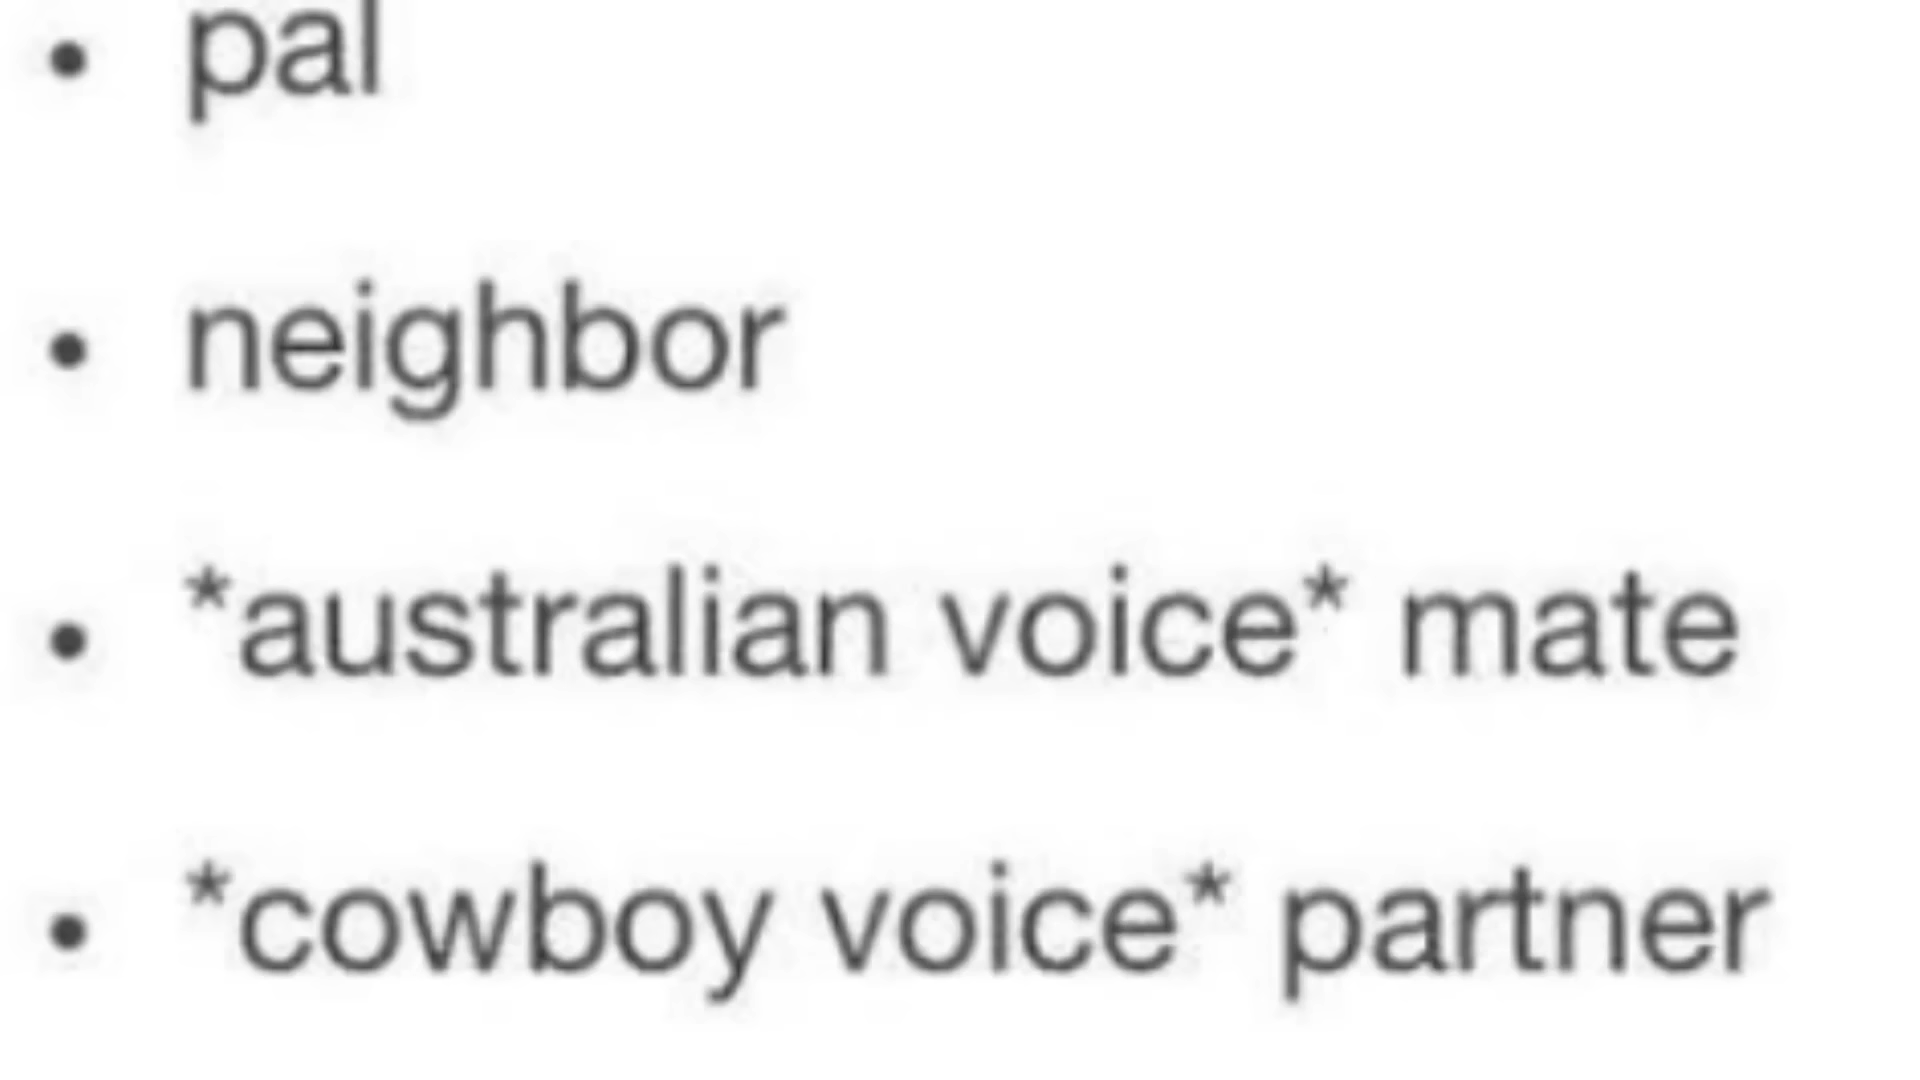 • pal
• neighbor
• *australian voice* mate
• *cowboy voice* partner